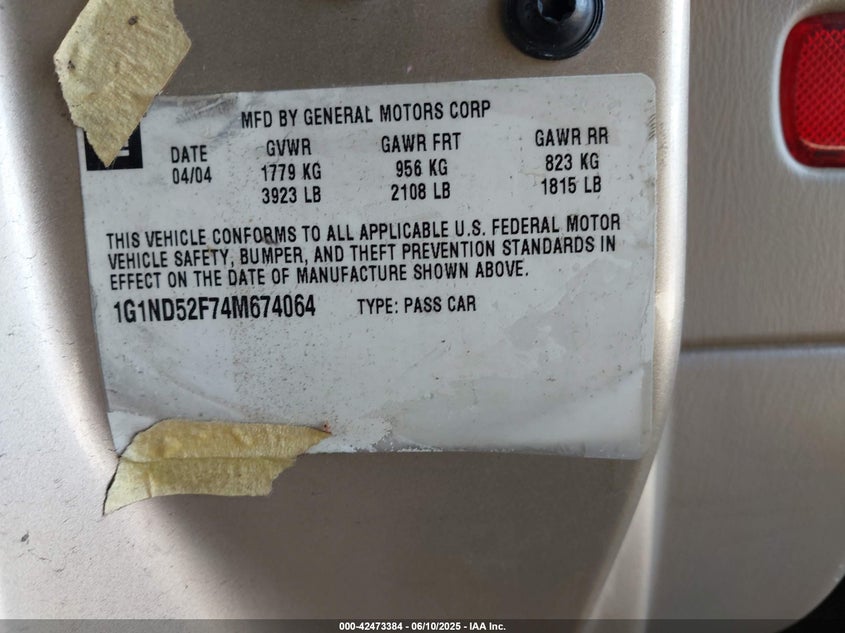 MFD BY GENERAL MOTORS CORP
DATE GVWR GAWR FRT GAWR RR
04/04 1779 KG 956 KG 823 KG
3923 LB 2108 LB 1815 LB
THIS VEHICLE CONFORMS TO ALL APPLICABLE U.S. FEDERAL MOTOR
VEHICLE SAFETY, BUMPER, AND THEFT PREVENTION STANDARDS IN
EFFECT ON THE DATE OF MANUFACTURE SHOWN ABOVE.
1G1ND52F74M674064 TYPE: PASS CAR
000-42473384 - 06/10/2025 - IAA Inc.